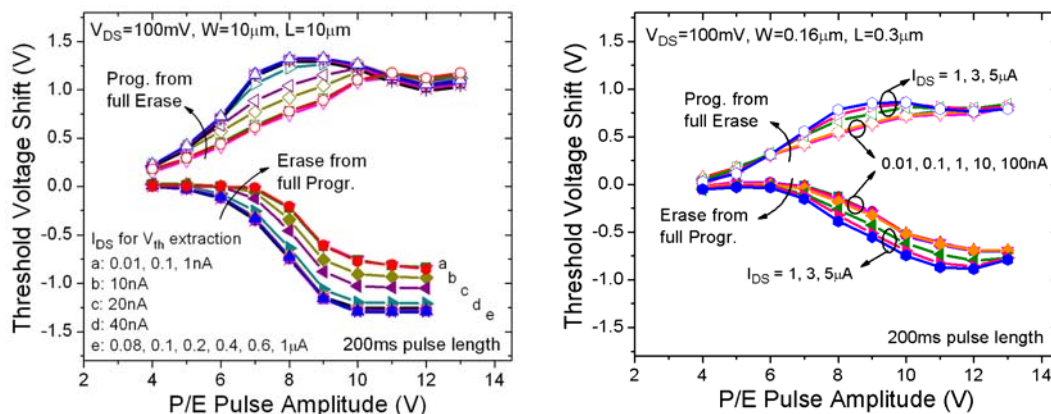 V_DS=100mV, W=10μm, L=10μm
Prog. from
full Erase
Erase from
full Progr.
I_DS for V_th extraction
a: 0.01, 0.1, 1nA
b: 10nA
c: 20nA
d: 40nA
e: 0.08, 0.1, 0.2, 0.4, 0.6, 1μA
a
b
c
d
e
200ms pulse length
Threshold Voltage Shift (V)
1.5
1.0
0.5
0.0
-0.5
-1.0
-1.5
2 4 6 8 10 12 14
P/E Pulse Amplitude (V)
V_DS=100mV, W=0.16μm, L=0.3μm
I_DS = 1, 3, 5μA
Prog. from
full Erase
0.01, 0.1, 1, 10, 100nA
Erase from
full Progr.
I_DS = 1, 3, 5μA
200ms pulse length
Threshold Voltage Shift (V)
1.5
1.0
0.5
0.0
-0.5
-1.0
-1.5
2 4 6 8 10 12 14
P/E Pulse Amplitude (V)